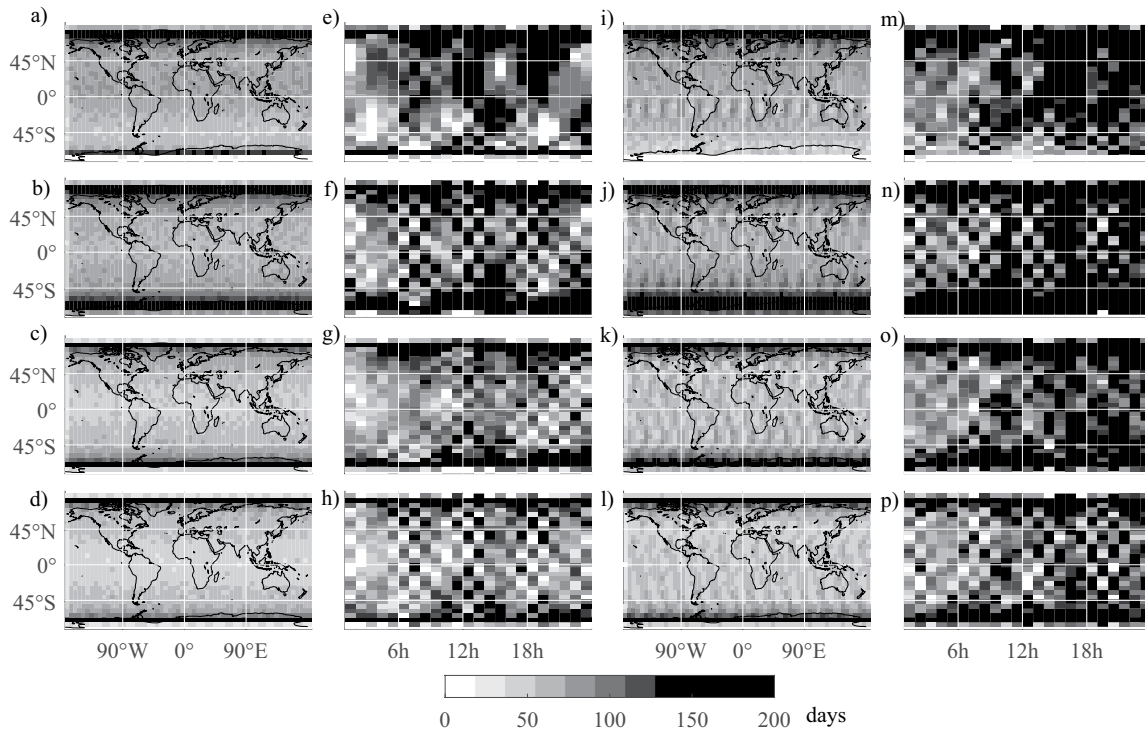 a) e) i) m)
45°N
0°
45°S
b) f) j) n)
45°N
0°
45°S
c) g) k) o)
45°N
0°
45°S
d) h) l) p)
45°N
0°
45°S
90°W 0° 90°E 6h 12h 18h 90°W 0° 90°E 6h 12h 18h
0 50 100 150 200 days